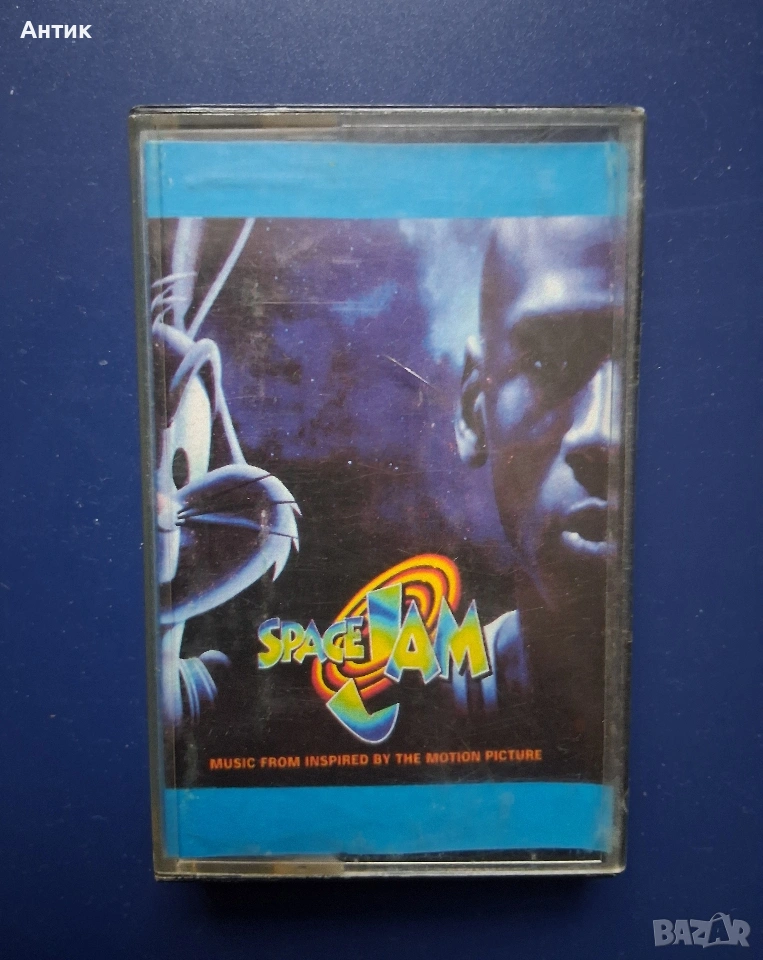 Антик
SPACE JAM
MUSIC FROM INSPIRED BY THE MOTION PICTURE
BAZAR